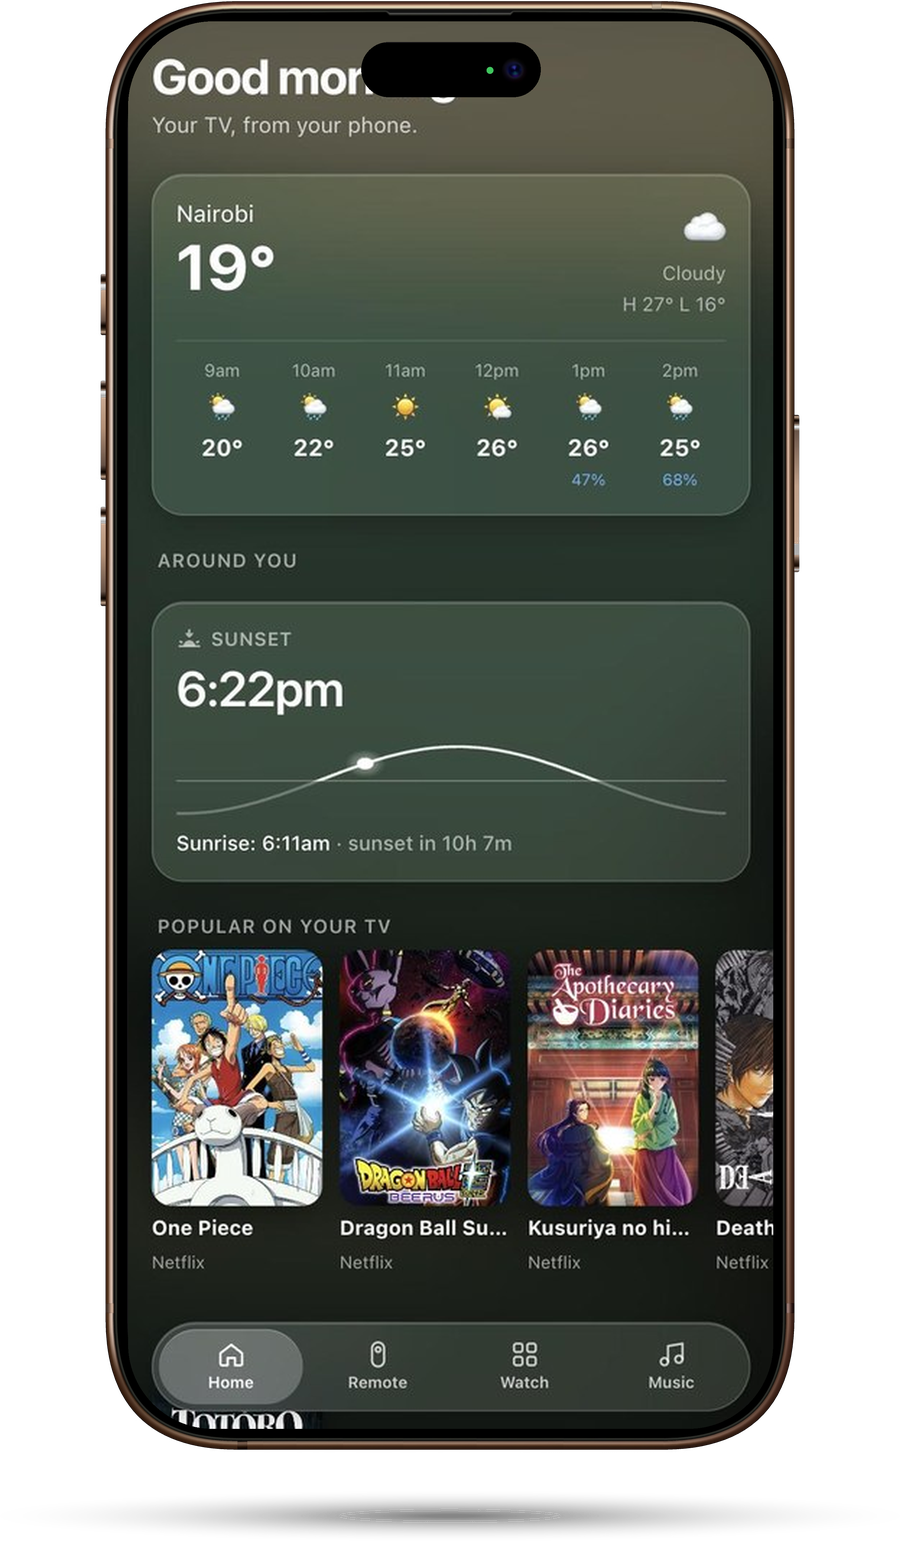 Good mor
Your TV, from your phone.
Nairobi
19°
Cloudy
H 27° L 16°
9am 10am 11am 12pm 1pm 2pm
20° 22° 25° 26° 26° 25°
47% 68%
AROUND YOU
SUNSET
6:22pm
Sunrise: 6:11am · sunset in 10h 7m
POPULAR ON YOUR TV
ONE PIECE
The
Apothecary
Diaries
DRAGON BALL
BEERUS
DEA
One Piece
Dragon Ball Su...
Kusuriya no hi...
Death
Netflix
Netflix
Netflix
Netflix
Home
Remote
Watch
Music
TOTORO